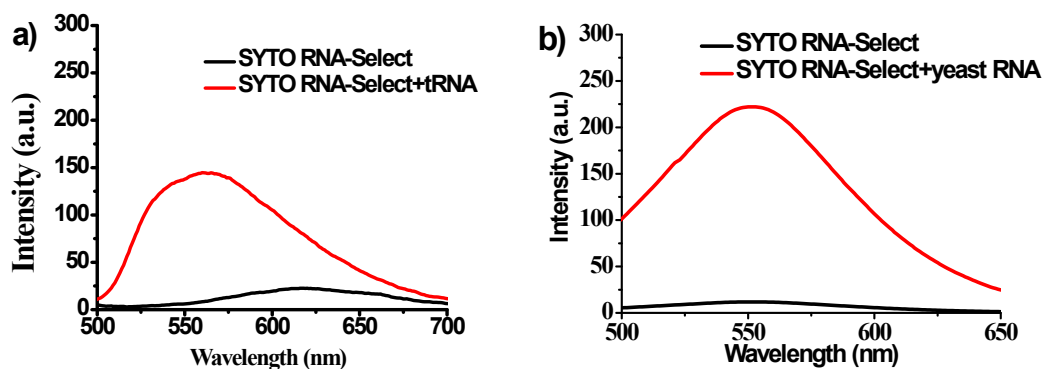 a)
SYTO RNA-Select
SYTO RNA-Select+tRNA
Intensity (a.u.)
300
250
200
150
100
50
0
500 550 600 650 700
Wavelength (nm)
b)
SYTO RNA-Select
SYTO RNA-Select+yeast RNA
Intensity (a.u.)
300
250
200
150
100
50
0
500 550 600 650
Wavelength (nm)